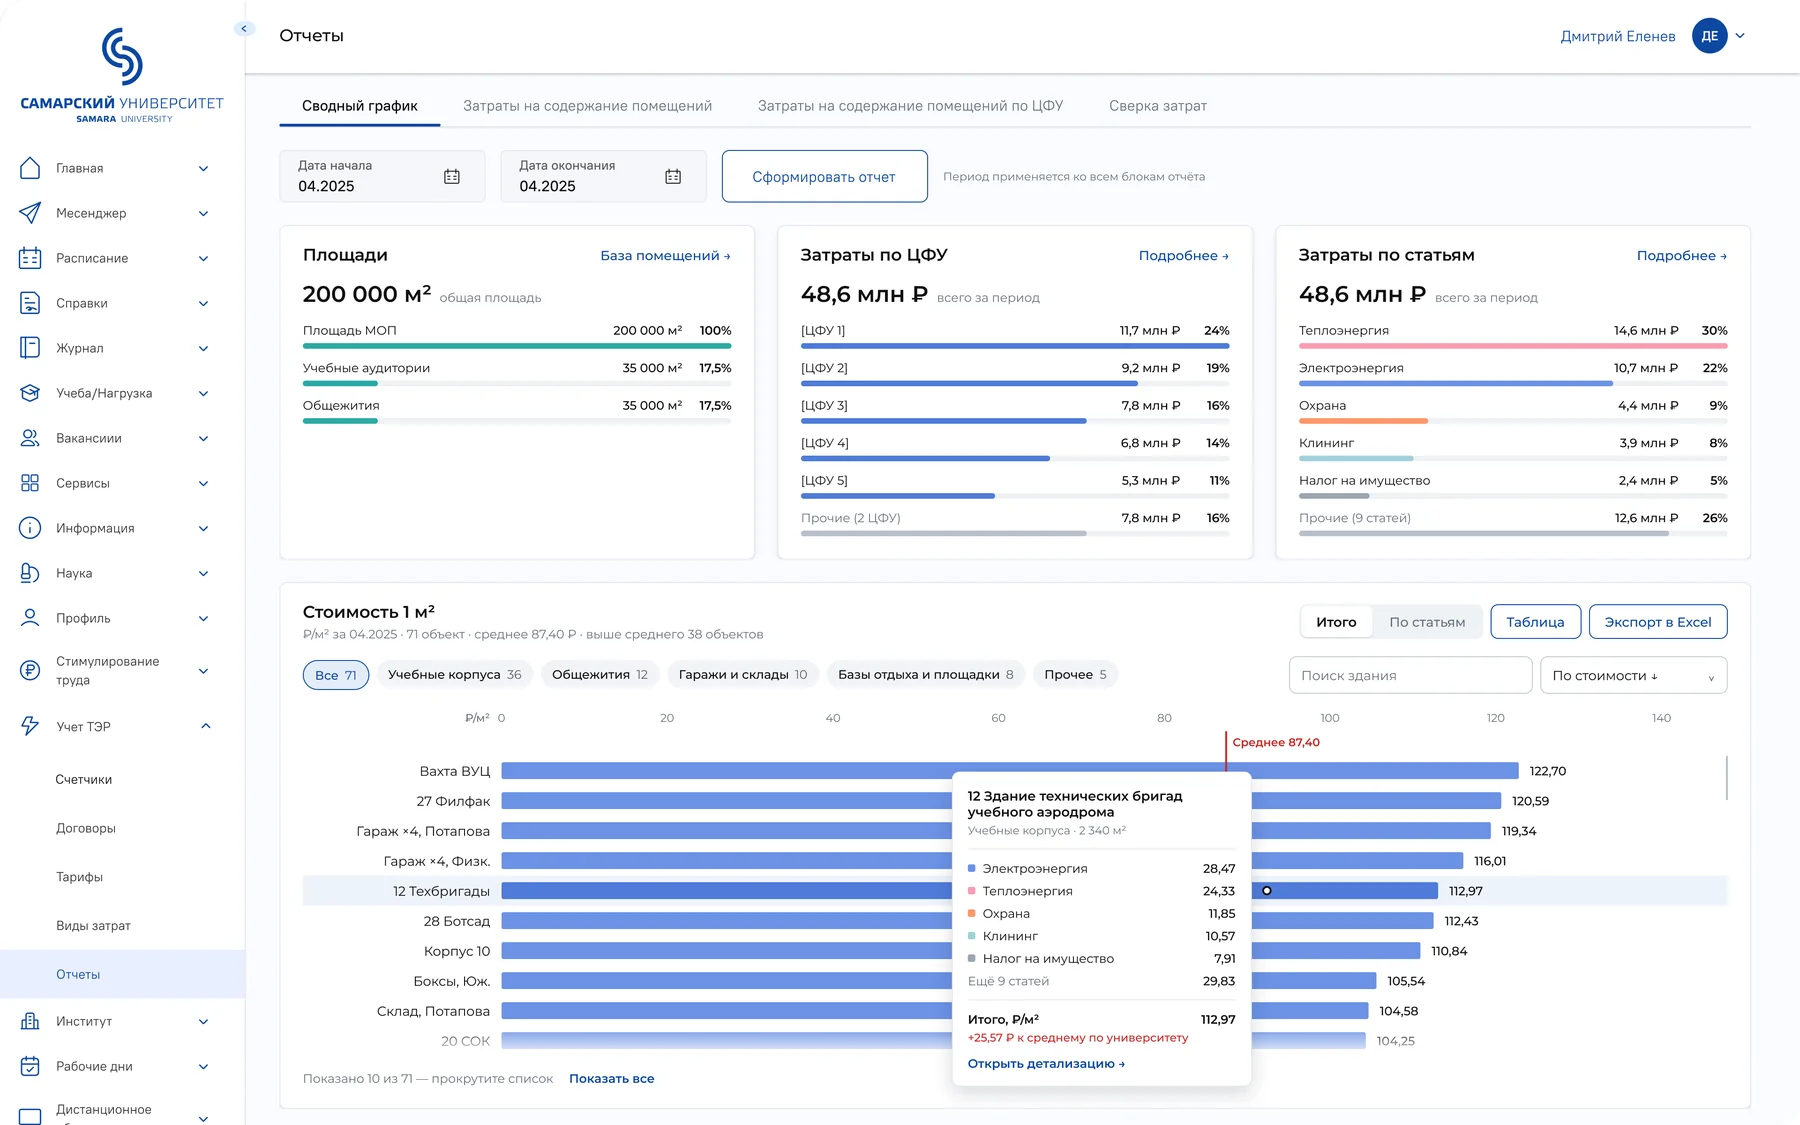 <
Отчеты
Дмитрий Еленев
ДЕ
САМАРСКИЙ УНИВЕРСИТЕТ
SAMARA UNIVERSITY
Главная
Месенджер
Расписание
Справки
Журнал
Учеба/Нагрузка
Вакансиии
Сервисы
Информация
Наука
Профиль
Стимулирование
труда
Учет ТЭР
Счетчики
Договоры
Тарифы
Виды затрат
Отчеты
Институт
Рабочие дни
Дистанционное
Сводный график
Затраты на содержание помещений
Затраты на содержание помещений по ЦФУ
Сверка затрат
Дата начала
04.2025
Дата окончания
04.2025
Сформировать отчет
Период применяется ко всем блокам отчёта
Площади
База помещений →
200 000 м² общая площадь
Площадь МОП 200 000 м² 100%
Учебные аудитории 35 000 м² 17,5%
Общежития 35 000 м² 17,5%
Затраты по ЦФУ
Подробнее →
48,6 млн ₽ всего за период
[ЦФУ 1] 11,7 млн ₽ 24%
[ЦФУ 2] 9,2 млн ₽ 19%
[ЦФУ 3] 7,8 млн ₽ 16%
[ЦФУ 4] 6,8 млн ₽ 14%
[ЦФУ 5] 5,3 млн ₽ 11%
Прочие (2 ЦФУ) 7,8 млн ₽ 16%
Затраты по статьям
Подробнее →
48,6 млн ₽ всего за период
Теплоэнергия 14,6 млн ₽ 30%
Электроэнергия 10,7 млн ₽ 22%
Охрана 4,4 млн ₽ 9%
Клининг 3,9 млн ₽ 8%
Налог на имущество 2,4 млн ₽ 5%
Прочие (9 статей) 12,6 млн ₽ 26%
Стоимость 1 м²
₽/м² за 04.2025 · 71 объект · среднее 87,40 ₽ · выше среднего 38 объектов
Итого
По статьям
Таблица
Экспорт в Excel
Все 71
Учебные корпуса 36
Общежития 12
Гаражи и склады 10
Базы отдыха и площадки 8
Прочее 5
Поиск здания
По стоимости ↓
₽/м² 0 20 40 60 80 100 120 140
Среднее 87,40
Вахта ВУЦ 122,70
27 Филфак 120,59
Гараж ×4, Потапова 119,34
Гараж ×4, Физк. 116,01
12 Техбригады 112,97
28 Ботсад 112,43
Корпус 10 110,84
Боксы, Юж. 105,54
Склад, Потапова 104,58
20 СОК 104,25
12 Здание технических бригад
учебного аэродрома
Учебные корпуса · 2 340 м²
Электроэнергия 28,47
Теплоэнергия 24,33
Охрана 11,85
Клининг 10,57
Налог на имущество 7,91
Ещё 9 статей 29,83
Итого, ₽/м² 112,97
+25,57 ₽ к среднему по университету
Открыть детализацию →
Показано 10 из 71 — прокрутите список Показать все